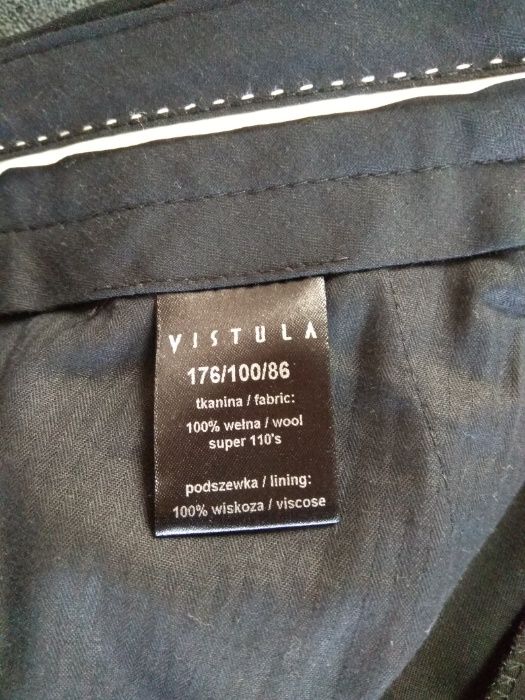 VISTULA
176/100/86
tkanina / fabric:
100% wełna / wool
super 110's
podszewka / lining:
100% wiskoza / viscose